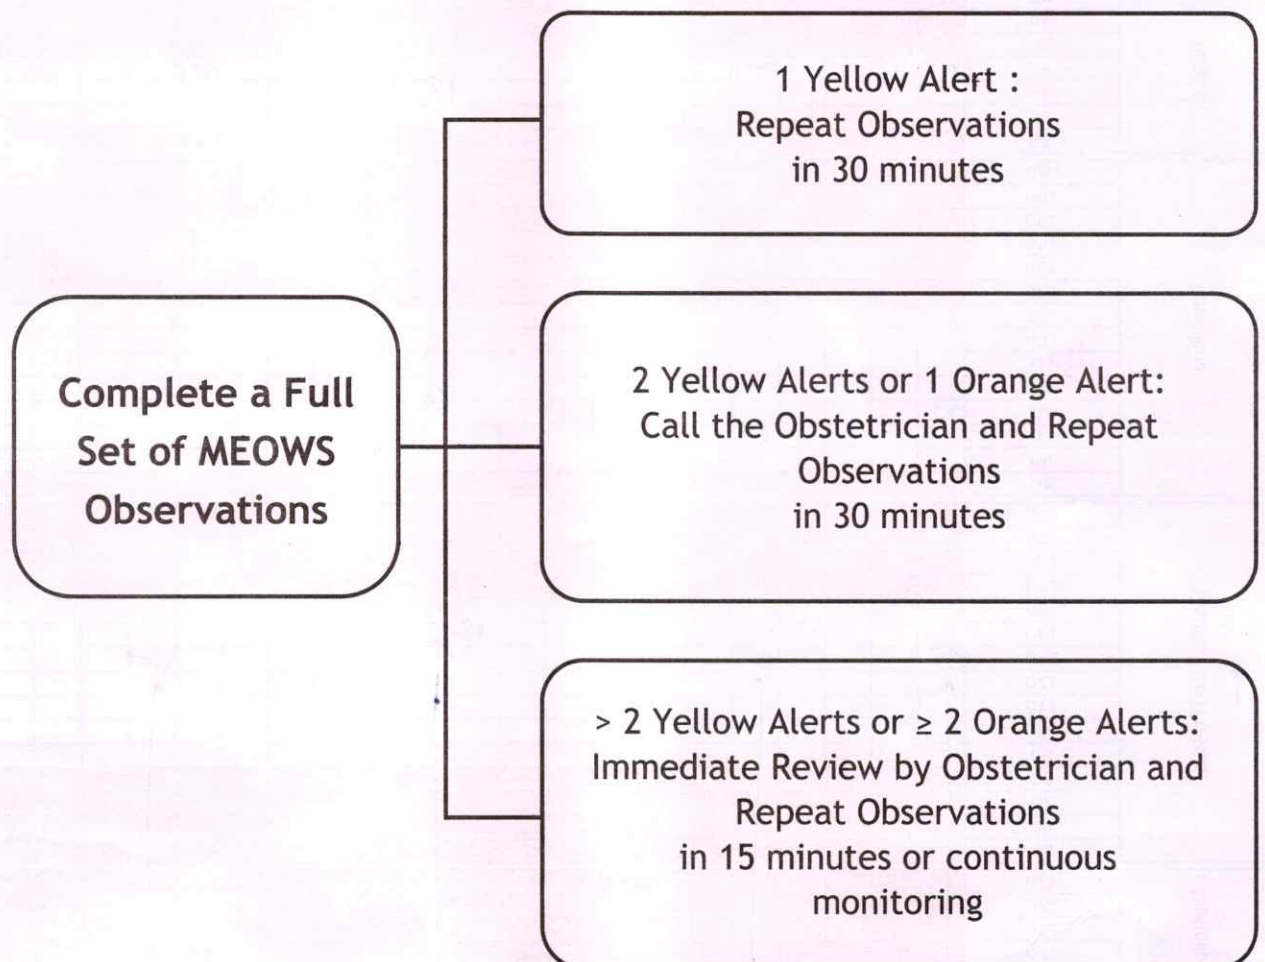 Complete a Full
Set of MEOWS
Observations
1 Yellow Alert :
Repeat Observations
in 30 minutes
2 Yellow Alerts or 1 Orange Alert:
Call the Obstetrician and Repeat
Observations
in 30 minutes
> 2 Yellow Alerts or ≥ 2 Orange Alerts:
Immediate Review by Obstetrician and
Repeat Observations
in 15 minutes or continuous
monitoring